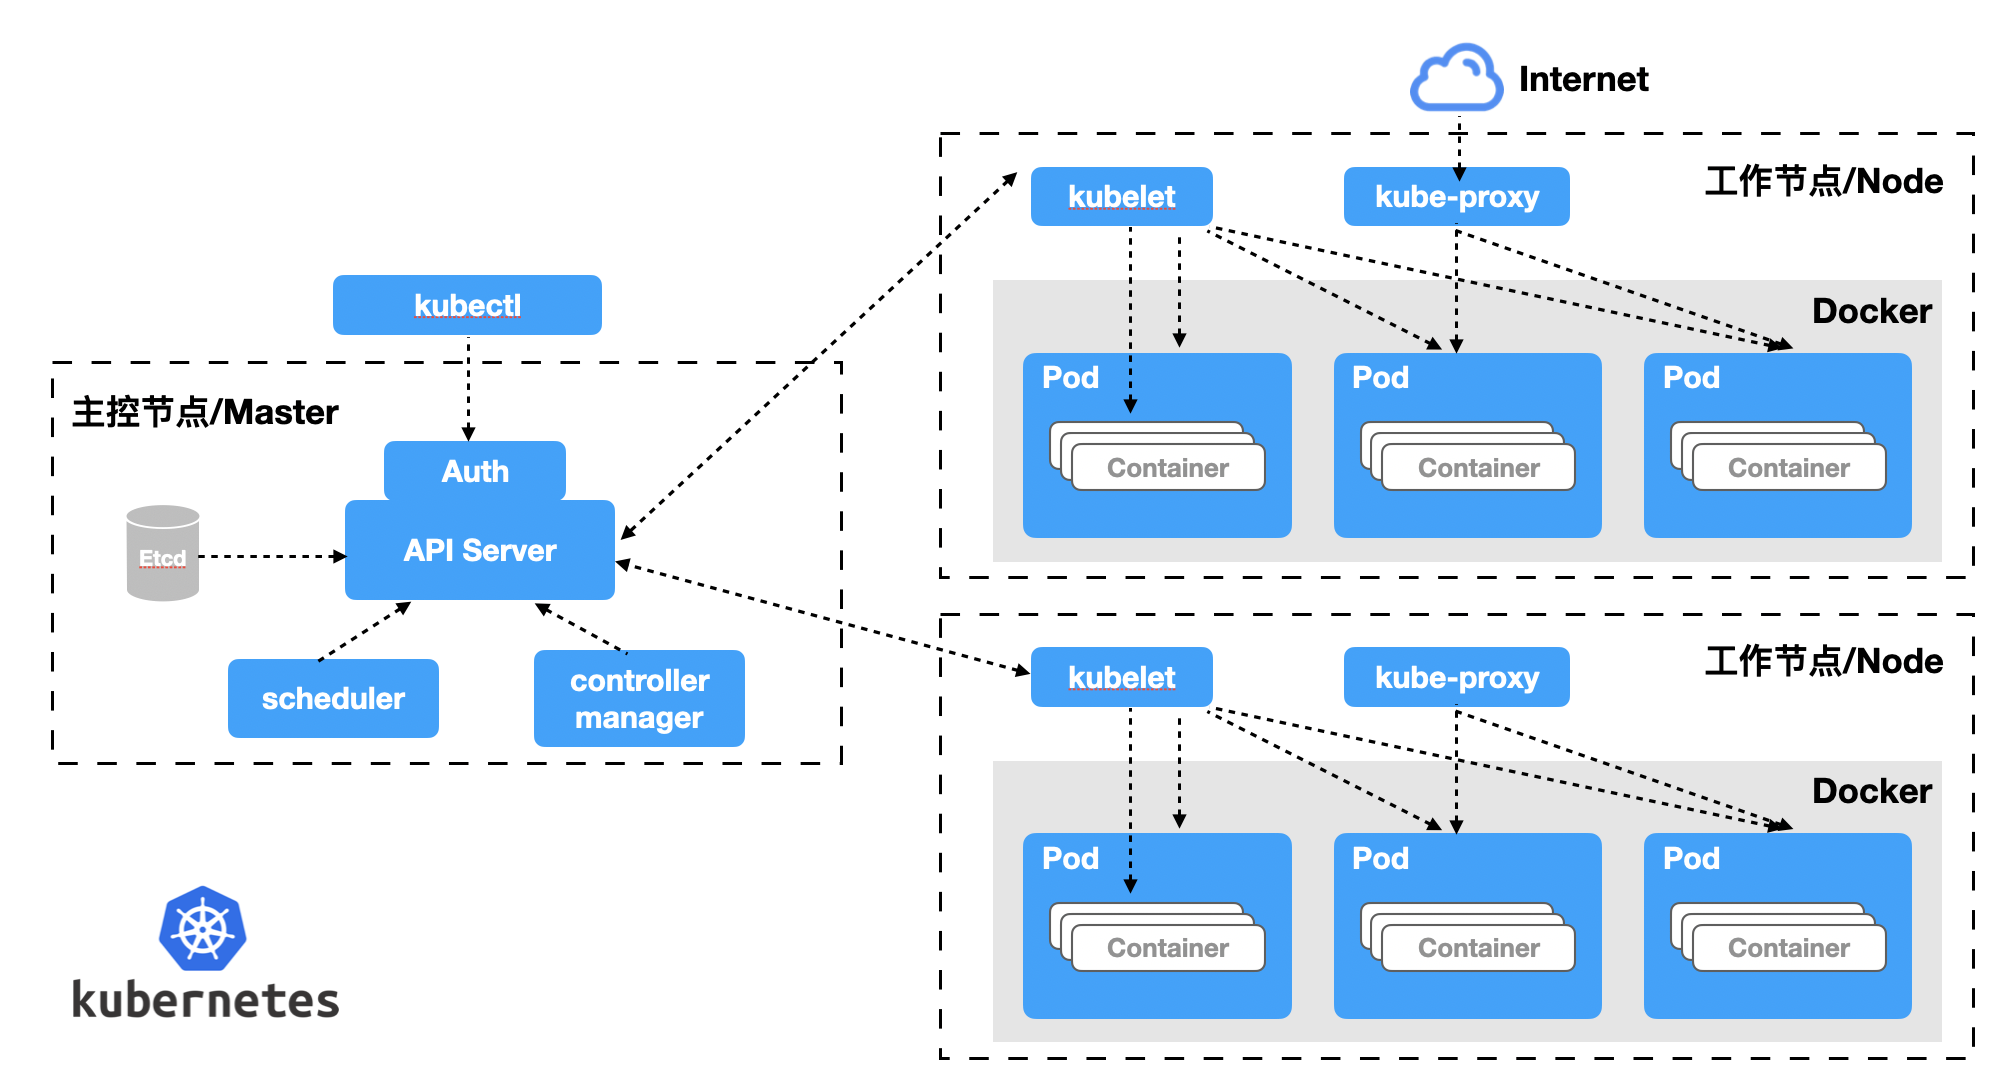 Internet
工作节点/Node
kubelet
kube-proxy
Docker
Pod
Container
Pod
Container
Pod
Container
kubectl
主控节点/Master
Auth
API Server
Etcd
scheduler
controller
manager
工作节点/Node
kubelet
kube-proxy
Docker
Pod
Container
Pod
Container
Pod
Container
kubernetes